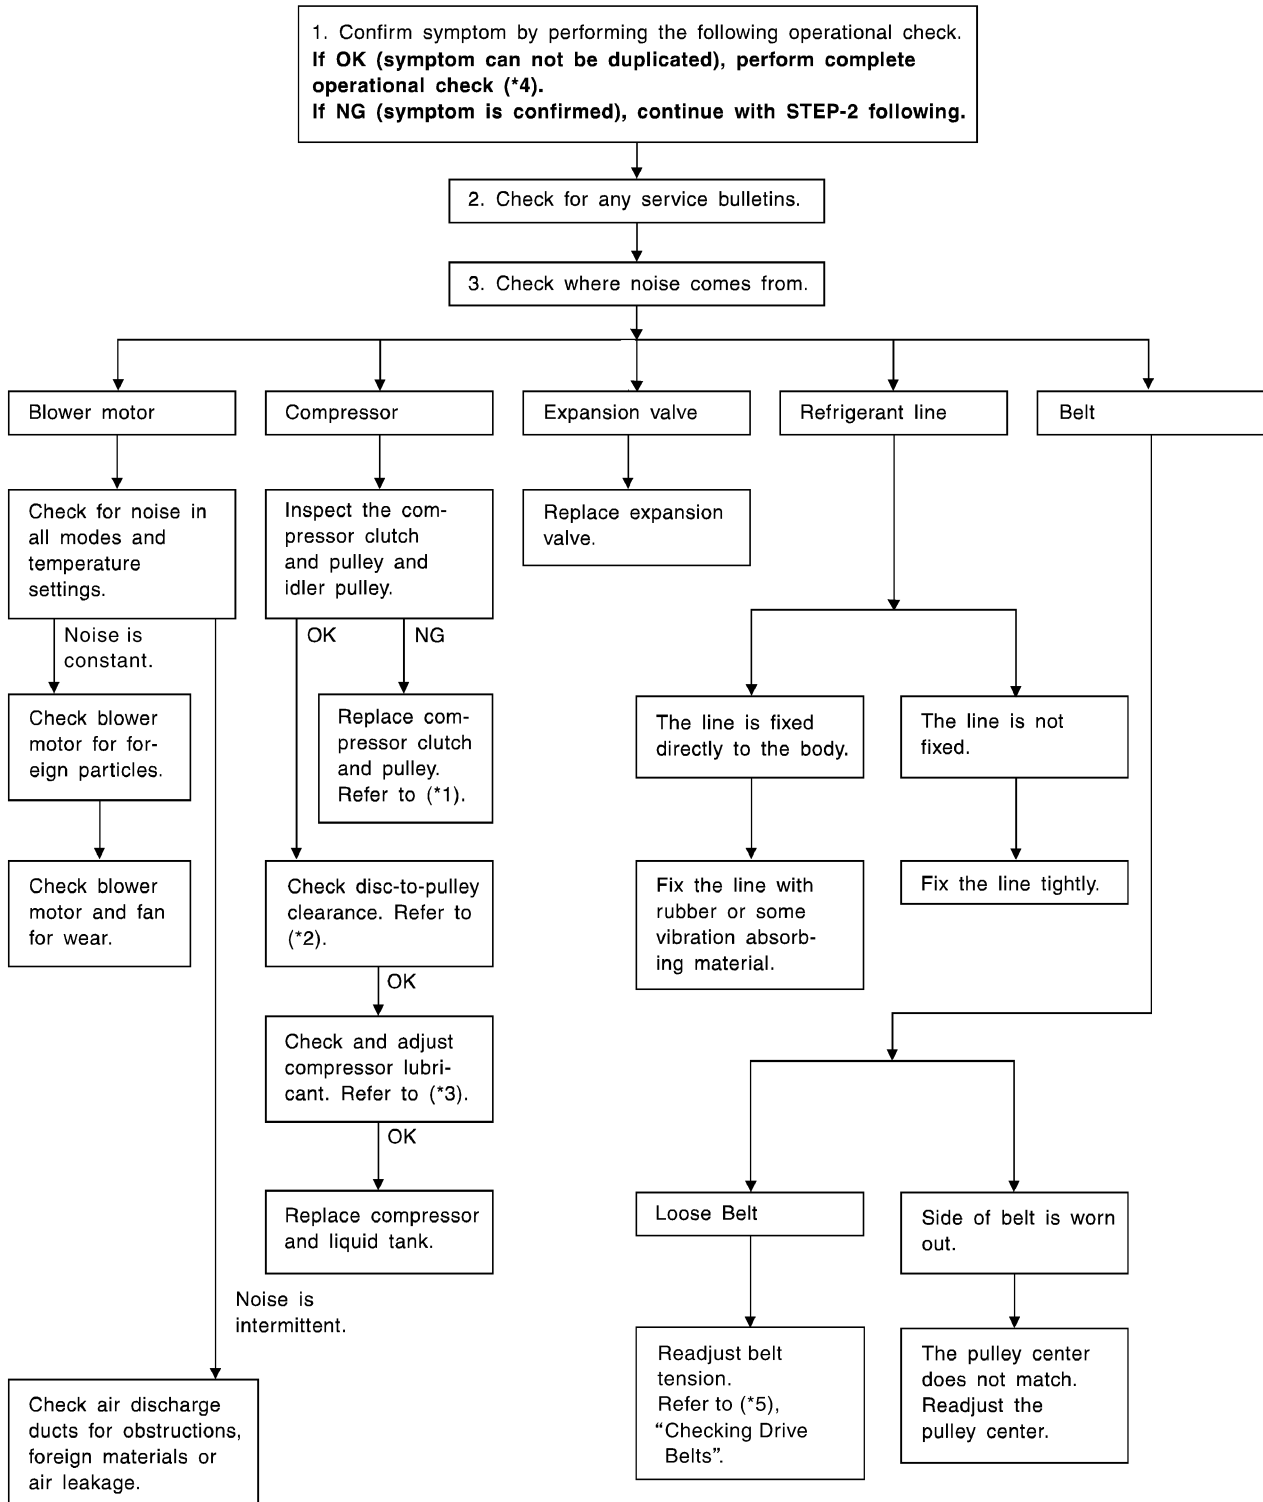 1. Confirm symptom by performing the following operational check.
If OK (symptom can not be duplicated), perform complete
operational check (*4).
If NG (symptom is confirmed), continue with STEP-2 following.
2. Check for any service bulletins.
3. Check where noise comes from.
Blower motor
Compressor
Expansion valve
Refrigerant line
Belt
Check for noise in
all modes and
temperature
settings.
Inspect the com-
pressor clutch
and pulley and
idler pulley.
Replace expansion
valve.
Noise is
constant.
OK
NG
Check blower
motor for for-
eign particles.
Replace com-
pressor clutch
and pulley.
Refer to (*1).
The line is fixed
directly to the body.
The line is not
fixed.
Check blower
motor and fan
for wear.
Check disc-to-pulley
clearance. Refer to
(*2).
Fix the line with
rubber or some
vibration absorb-
ing material.
Fix the line tightly.
OK
Check and adjust
compressor lubri-
cant. Refer to (*3).
OK
Replace compressor
and liquid tank.
Loose Belt
Side of belt is worn
out.
Noise is
intermittent.
Check air discharge
ducts for obstructions,
foreign materials or
air leakage.
Readjust belt
tension.
Refer to (*5),
“Checking Drive
Belts”.
The pulley center
does not match.
Readjust the
pulley center.